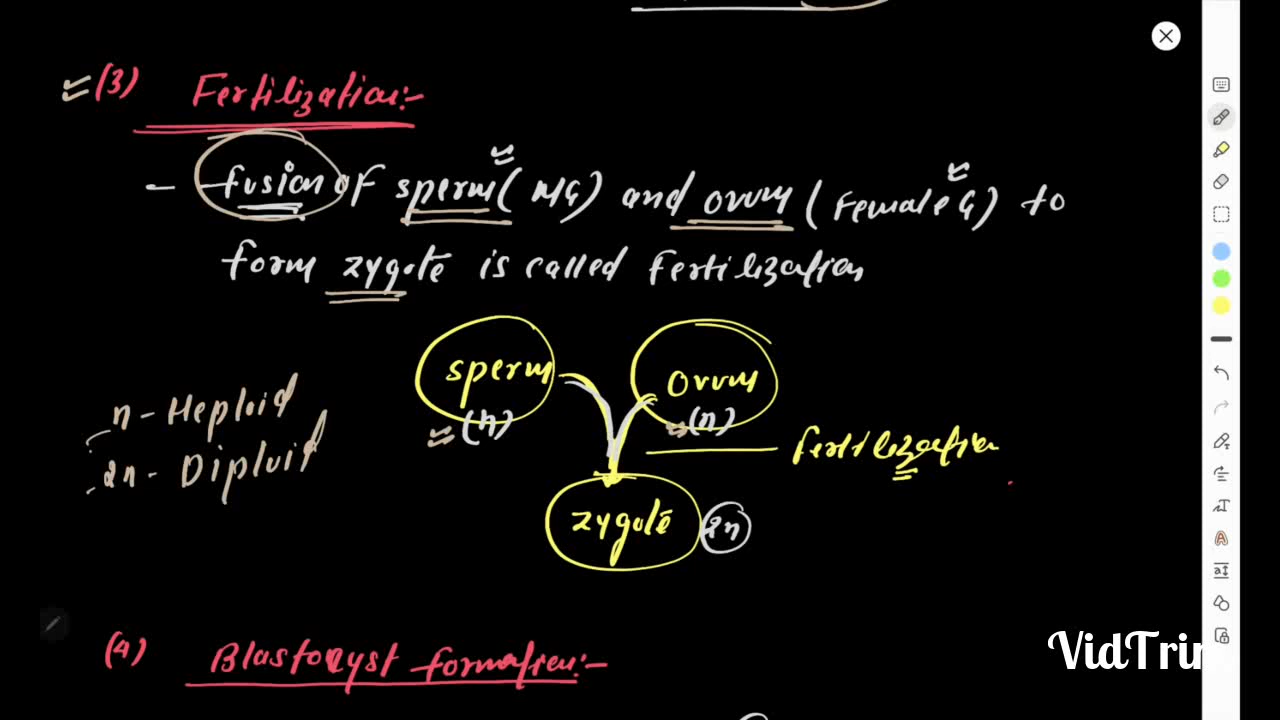 (3) Fertilization:-
- fusion of sperm (MG) and ovum (Female G) to
form zygote is called fertilization
sperm
(n)
ovum
(n)
n - Heploid
2n - Diploid
fertilization
zygote
2n
(4) Blastocyst formation:-
VidTri